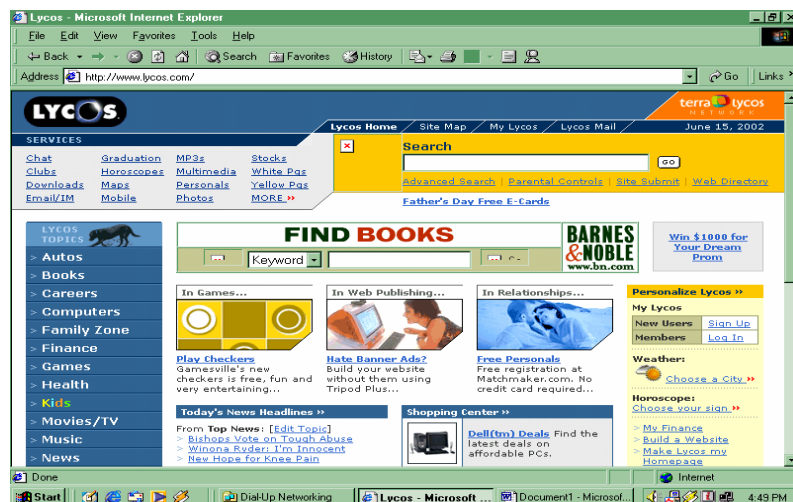 Lycos - Microsoft Internet Explorer
File Edit View Favorites Tools Help
Back Search Favorites History
Address http://www.lycos.com/ Go Links
LYCOS
terra Lycos
NETWORK
Lycos Home Site Map My Lycos Lycos Mail June 15, 2002
SERVICES
Chat Graduation MP3s Stocks
Clubs Horoscopes Multimedia White Pgs
Downloads Maps Personals Yellow Pgs
Email/IM Mobile Photos MORE »
Search
GO
Advanced Search | Parental Controls | Site Submit | Web Directory
Father's Day Free E-Cards
LYCOS
TOPICS
> Autos
> Books
> Careers
> Computers
> Family Zone
> Finance
> Games
> Health
> Kids
> Movies/TV
> Music
> News
FIND BOOKS
Keyword
BARNES
&NOBLE
www.bn.com
Win $1000 for
Your Dream
Prom
In Games...
Play Checkers
Gamesville's new
checkers is free, fun and
very entertaining...
In Web Publishing...
Hate Banner Ads?
Build your website
without them using
Tripod Plus...
In Relationships...
Free Personals
Free registration at
Matchmaker.com. No
credit card required...
Personalize Lycos »
My Lycos
New Users Sign Up
Members Log In
Weather:
Choose a City »
Horoscope:
Choose your sign »
> My Finance
> Build a Website
> Make Lycos my
Homepage
Today's News Headlines »
From Top News: [Edit Topic]
> Bishops Vote on Tough Abuse
> Winona Ryder: I'm Innocent
> New Hope for Knee Pain
Shopping Center »
Dell(tm) Deals Find the
latest deals on
affordable PCs.
Done Internet
Start Dial-Up Networking Lycos - Microsoft ... Document1 - Microsof... 4:49 PM